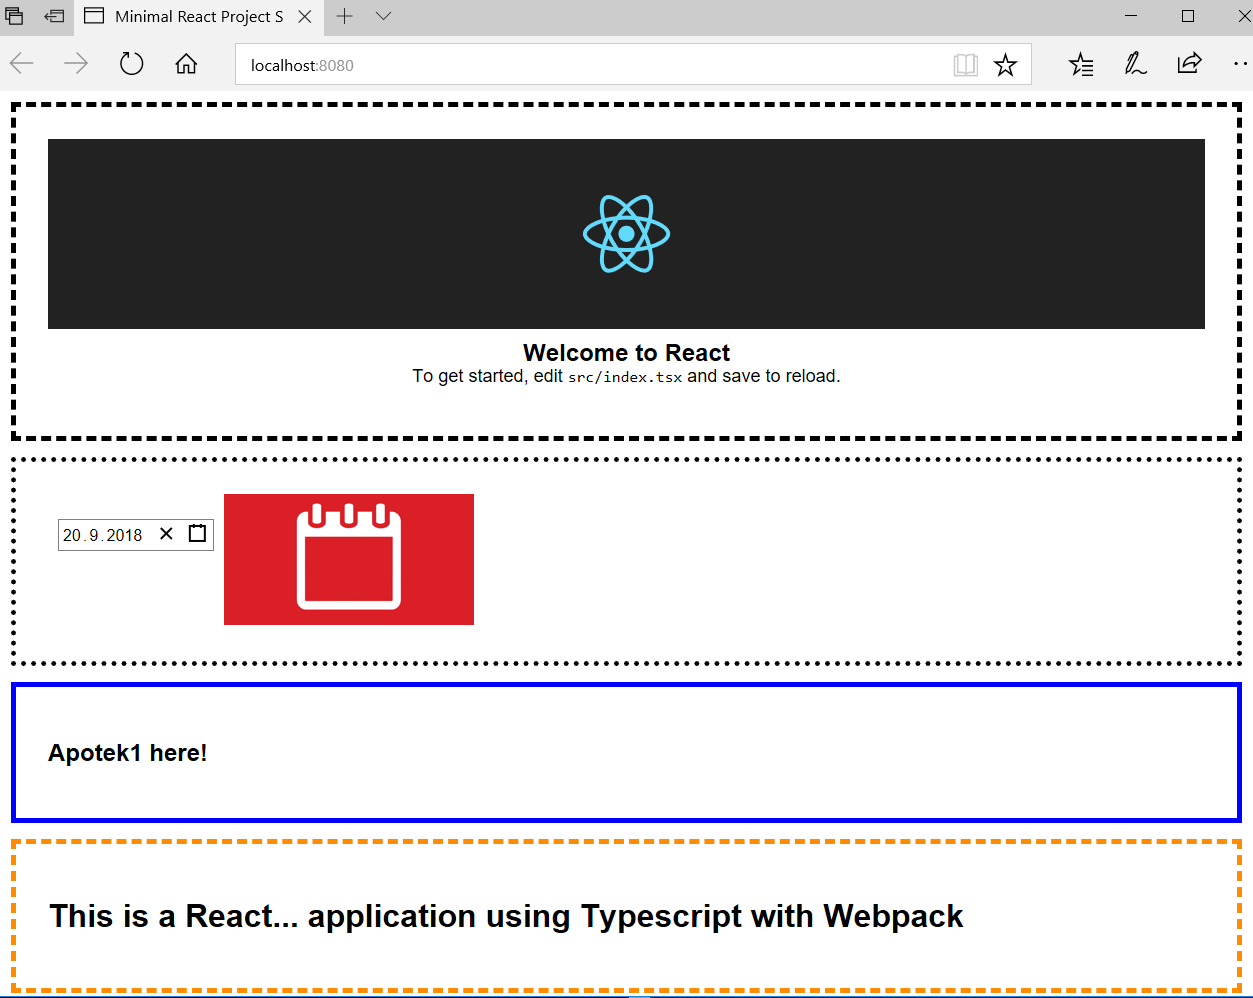 Minimal React Project S
localhost:8080
Welcome to React
To get started, edit src/index.tsx and save to reload.
20.9.2018
Apotek1 here!
This is a React... application using Typescript with Webpack